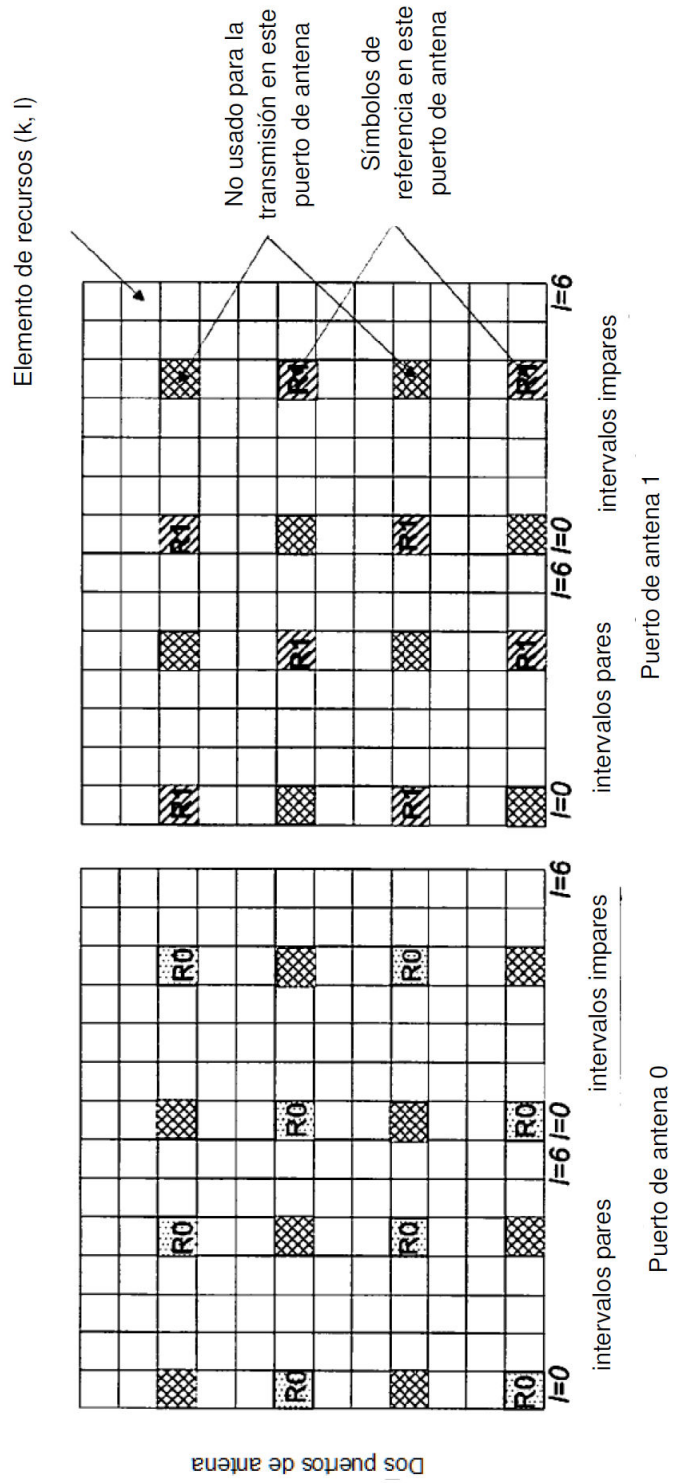 Dos puertos de antena
Elemento de recursos (k, l)
R0 R0 R1 R1
R0 R0 R1 R1
R0 R0 R1 R1
R0 R0 R1 R1
No usado para la
transmisión en este
puerto de antena
Símbolos de
referencia en este
puerto de antena
l=0 l=6 l=0 l=6 l=0 l=6 l=0 l=6
intervalos pares intervalos impares intervalos pares intervalos impares
Puerto de antena 0 Puerto de antena 1